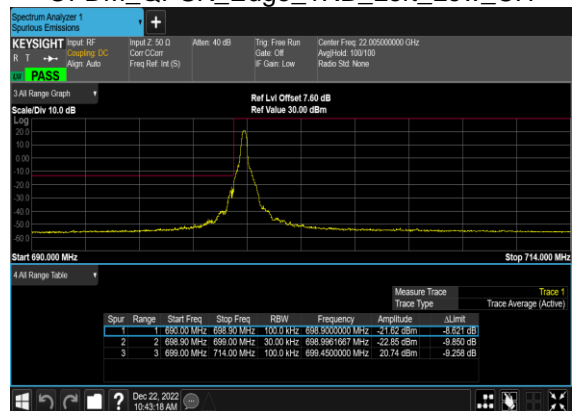 Spectrum Analyzer 1
Spurious Emissions
+
KEYSIGHT Input: RF Input Z: 50 Ω Atten: 40 dB Trig: Free Run Center Freq: 22.005000000 GHz
R T Coupling: DC Corr CCorr Gate: Off Avg|Hold: 100/100
Align: Auto Freq Ref: Int (S) IF Gain: Low Radio Std: None
LW PASS
3 All Range Graph
Ref Lvl Offset 7.60 dB
Scale/Div 10.0 dB Ref Value 30.00 dBm
Log
20.0
10.0
0.00
-10.0
-20.0
-30.0
-40.0
-50.0
-60.0
Start 690.000 MHz Stop 714.000 MHz
4 All Range Table
Measure Trace Trace 1
Trace Type Trace Average (Active)
Spur Range Start Freq Stop Freq RBW Frequency Amplitude ΔLimit
1 1 690.00 MHz 698.90 MHz 100.0 kHz 698.9000000 MHz -21.62 dBm -8.621 dB
2 2 698.90 MHz 699.00 MHz 30.00 kHz 698.9961667 MHz -22.85 dBm -9.850 dB
3 3 699.00 MHz 714.00 MHz 100.0 kHz 699.4500000 MHz 20.74 dBm -9.258 dB
? Dec 22, 2022
10:43:18 AM